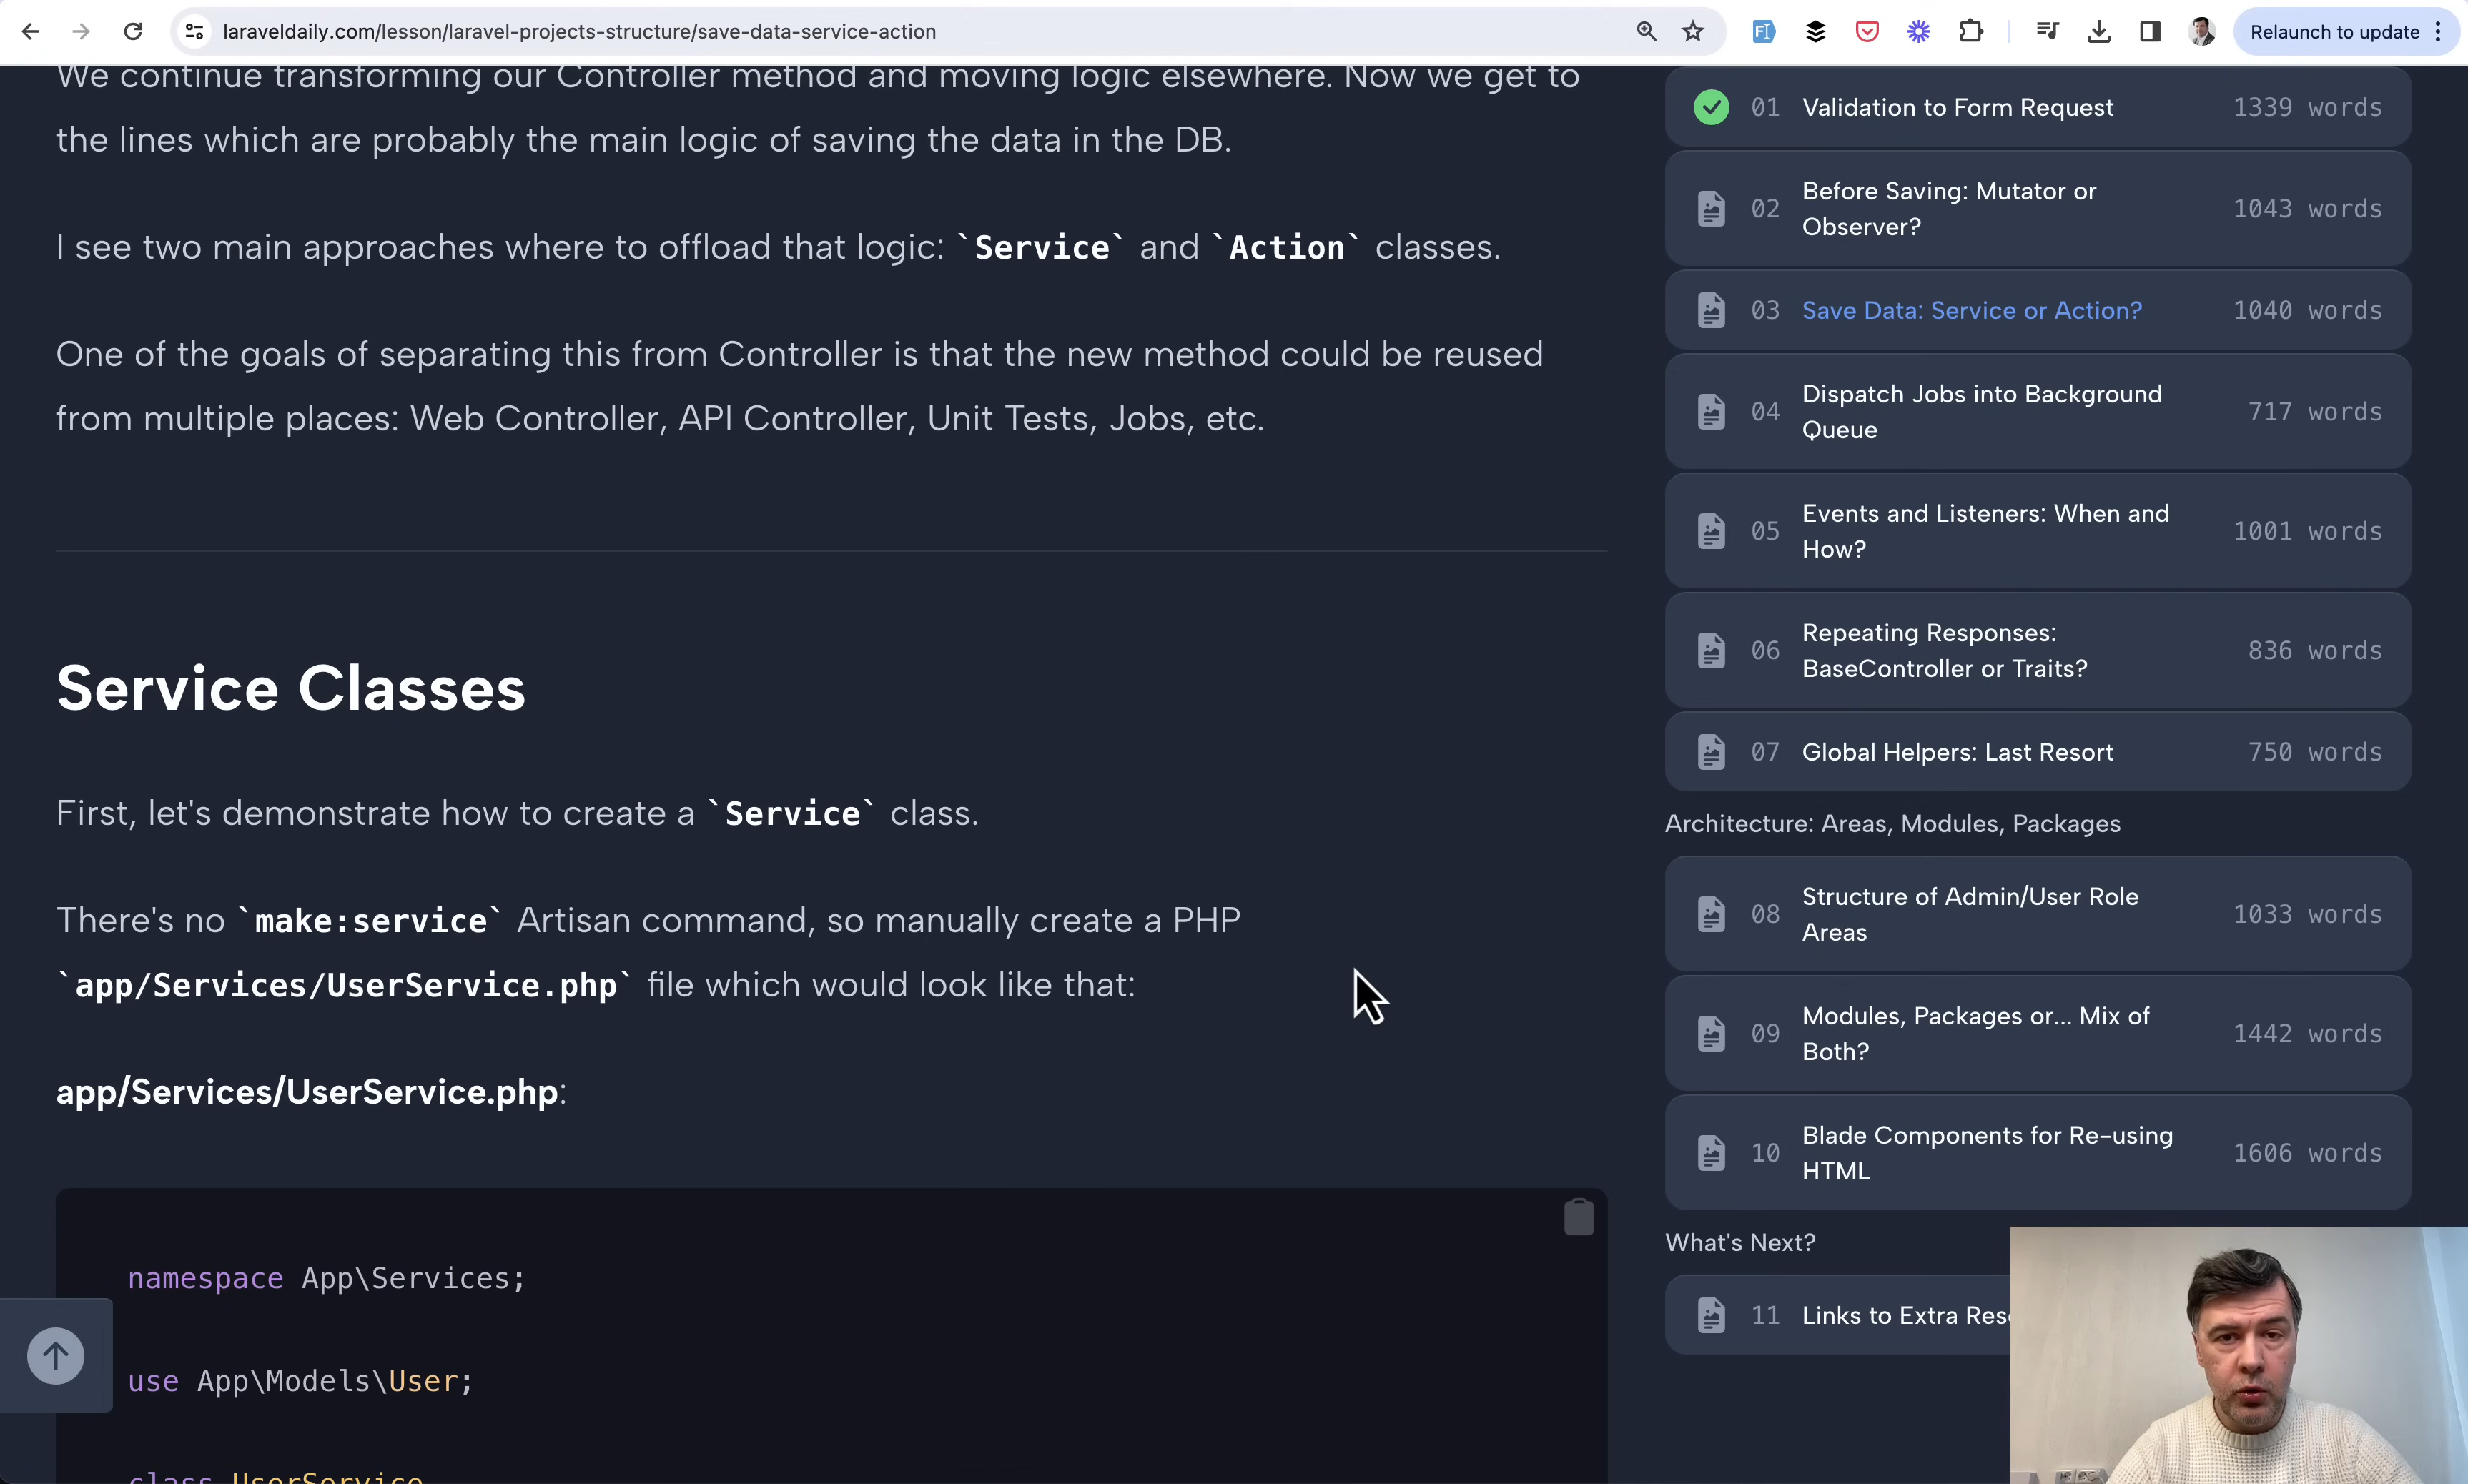 laraveldaily.com/lesson/laravel-projects-structure/save-data-service-action
Relaunch to update
We continue transforming our Controller method and moving logic elsewhere. Now we get to
the lines which are probably the main logic of saving the data in the DB.
I see two main approaches where to offload that logic: `Service` and `Action` classes.
One of the goals of separating this from Controller is that the new method could be reused
from multiple places: Web Controller, API Controller, Unit Tests, Jobs, etc.
Service Classes
First, let's demonstrate how to create a `Service` class.
There's no `make:service` Artisan command, so manually create a PHP
`app/Services/UserService.php` file which would look like that:
app/Services/UserService.php:
namespace App\Services;
use App\Models\User;
class UserService
01 Validation to Form Request 1339 words
02 Before Saving: Mutator or
Observer? 1043 words
03 Save Data: Service or Action? 1040 words
04 Dispatch Jobs into Background
Queue 717 words
05 Events and Listeners: When and
How? 1001 words
06 Repeating Responses:
BaseController or Traits? 836 words
07 Global Helpers: Last Resort 750 words
Architecture: Areas, Modules, Packages
08 Structure of Admin/User Role
Areas 1033 words
09 Modules, Packages or... Mix of
Both? 1442 words
10 Blade Components for Re-using
HTML 1606 words
What's Next?
11 Links to Extra Res